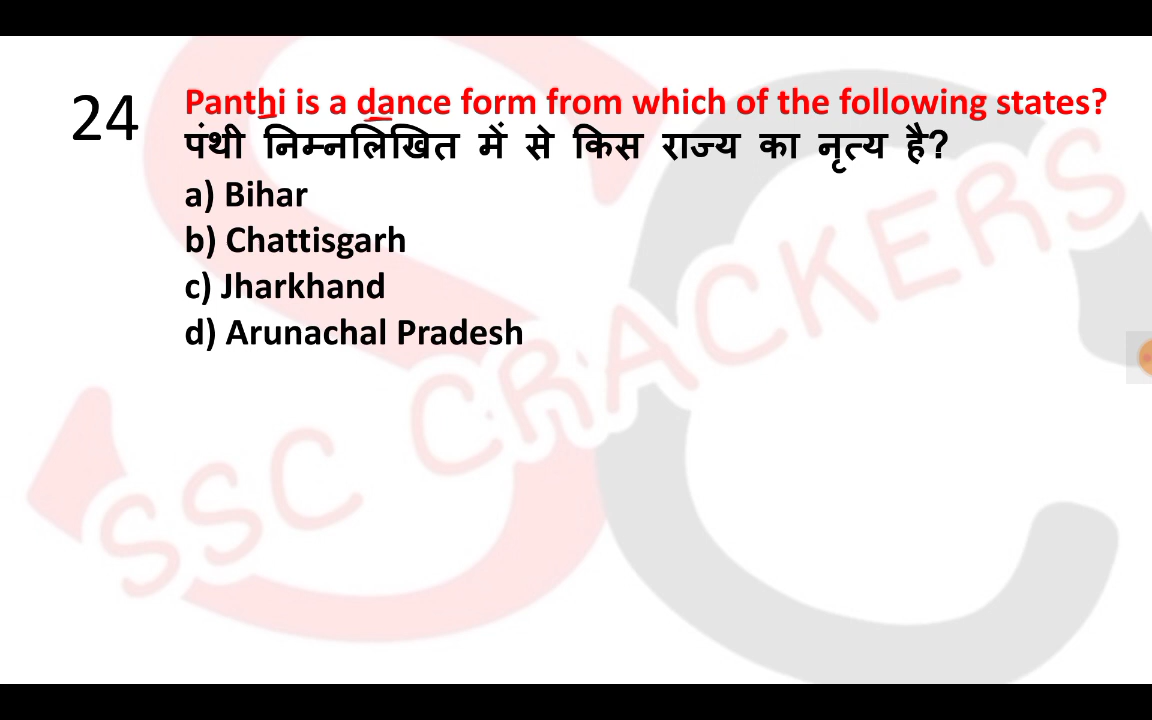 24
Panthi is a dance form from which of the following states?
पंथी निम्नलिखित में से किस राज्य का नृत्य है?
a) Bihar
b) Chattisgarh
c) Jharkhand
d) Arunachal Pradesh
SSC CRACKERS